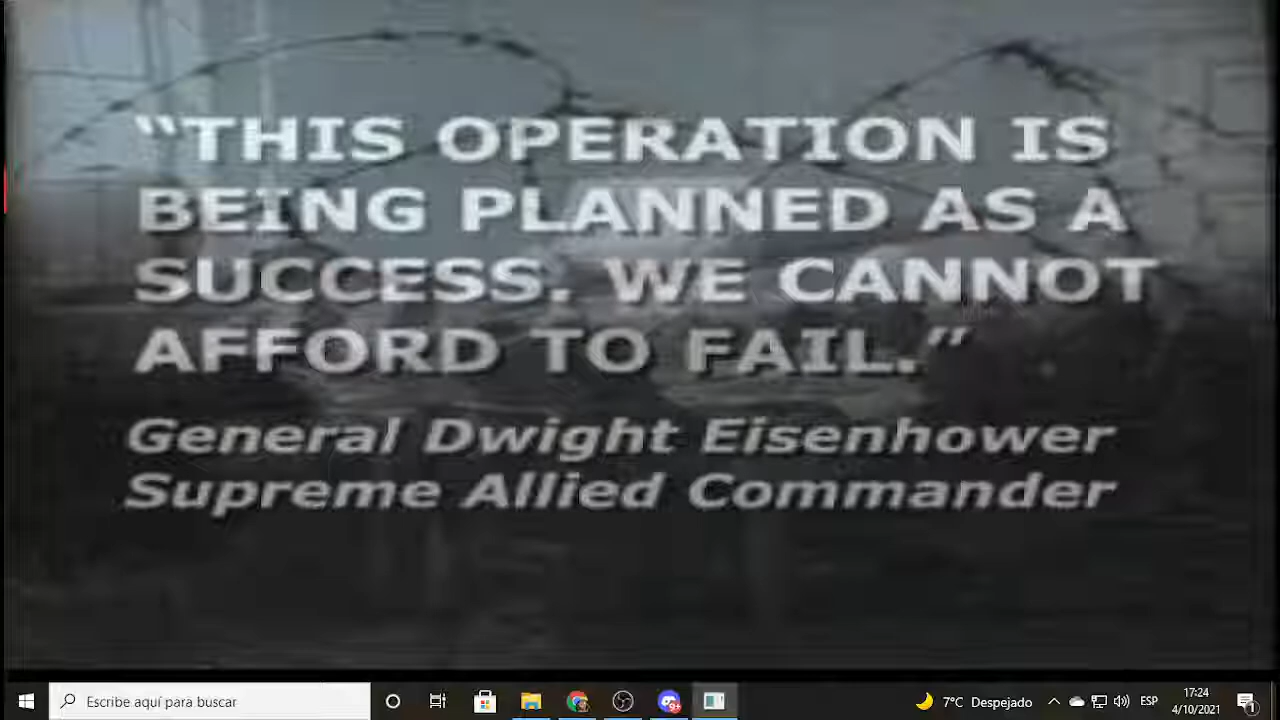 “THIS OPERATION IS
BEING PLANNED AS A
SUCCESS. WE CANNOT
AFFORD TO FAIL.”
General Dwight Eisenhower
Supreme Allied Commander
Escribe aquí para buscar
7°C Despejado
ESP
17:24
4/10/2021
1